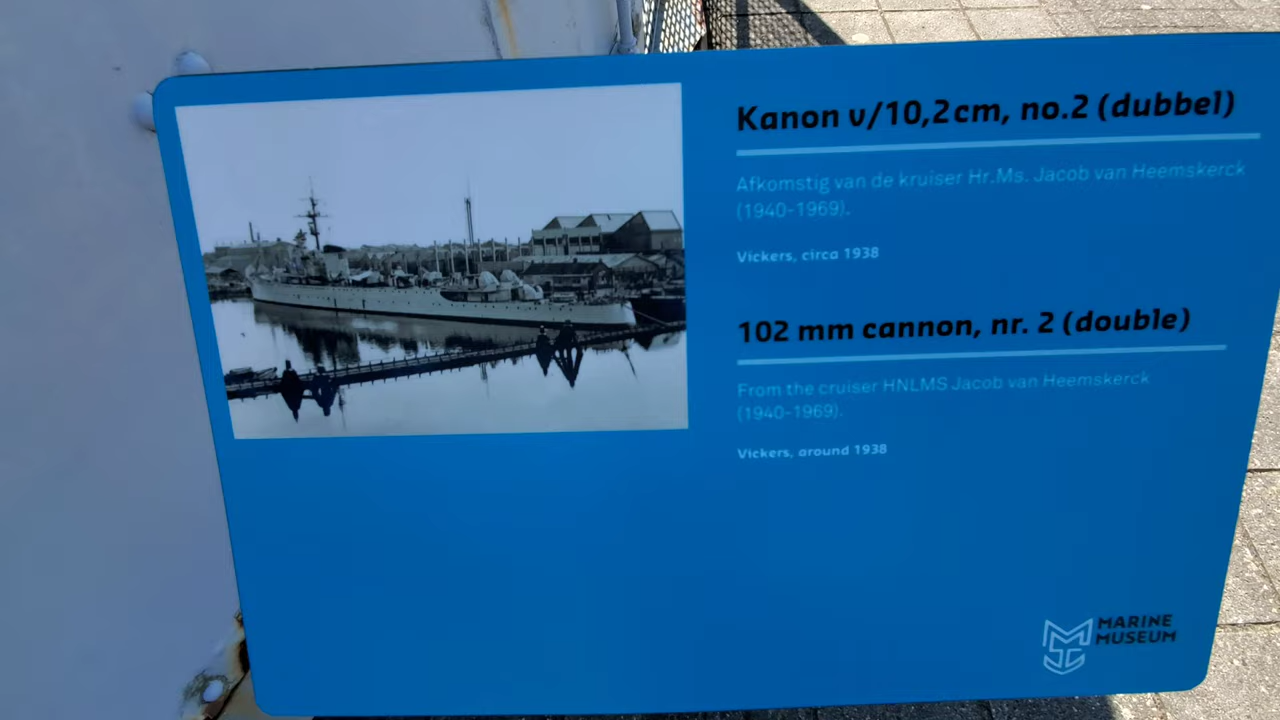 Kanon v/10,2cm, no.2 (dubbel)
Afkomstig van de kruiser Hr.Ms. Jacob van Heemskerck
(1940-1969).
Vickers, circa 1938
102 mm cannon, nr. 2 (double)
From the cruiser HNLMS Jacob van Heemskerck
(1940-1969).
Vickers, around 1938
MARINE
MUSEUM